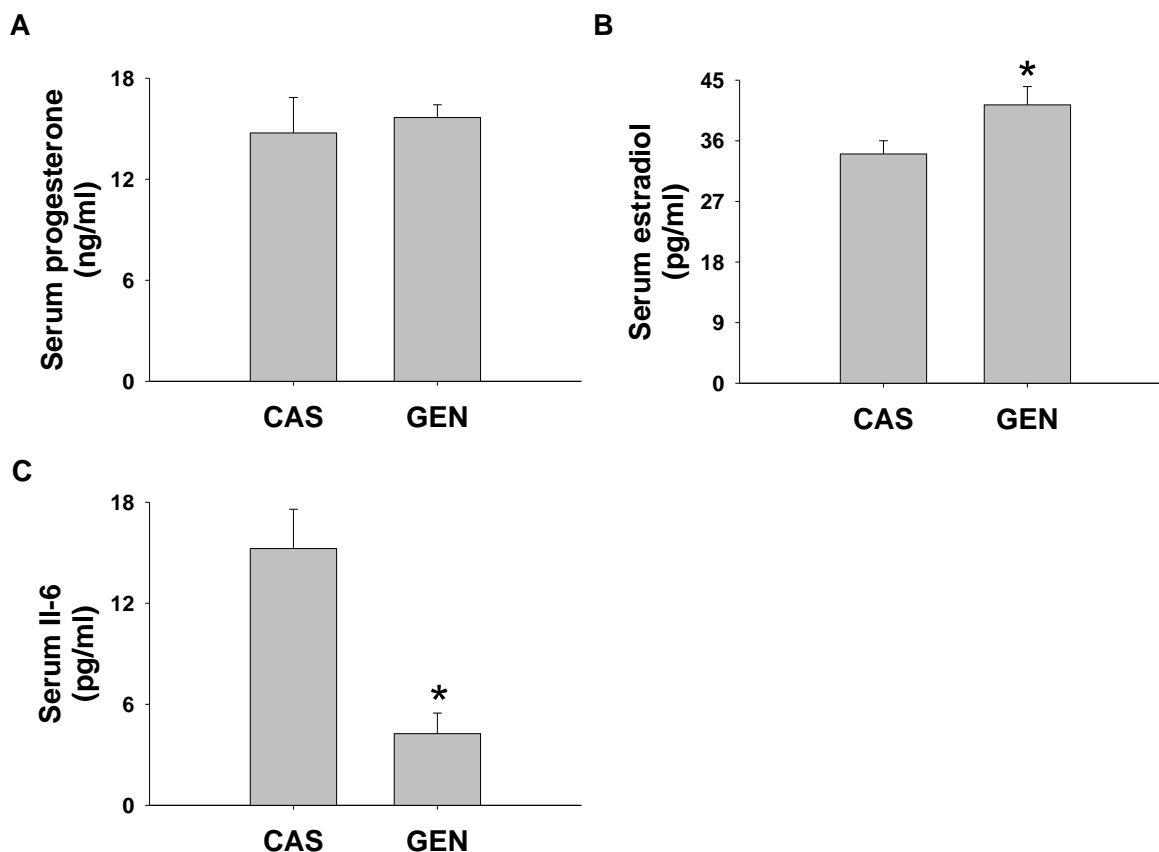 A
Serum progesterone
(ng/ml)
18
12
6
0
CAS GEN
B
Serum estradiol
(pg/ml)
45
36
27
18
9
0
*
CAS GEN
C
Serum Il-6
(pg/ml)
18
12
6
0
*
CAS GEN